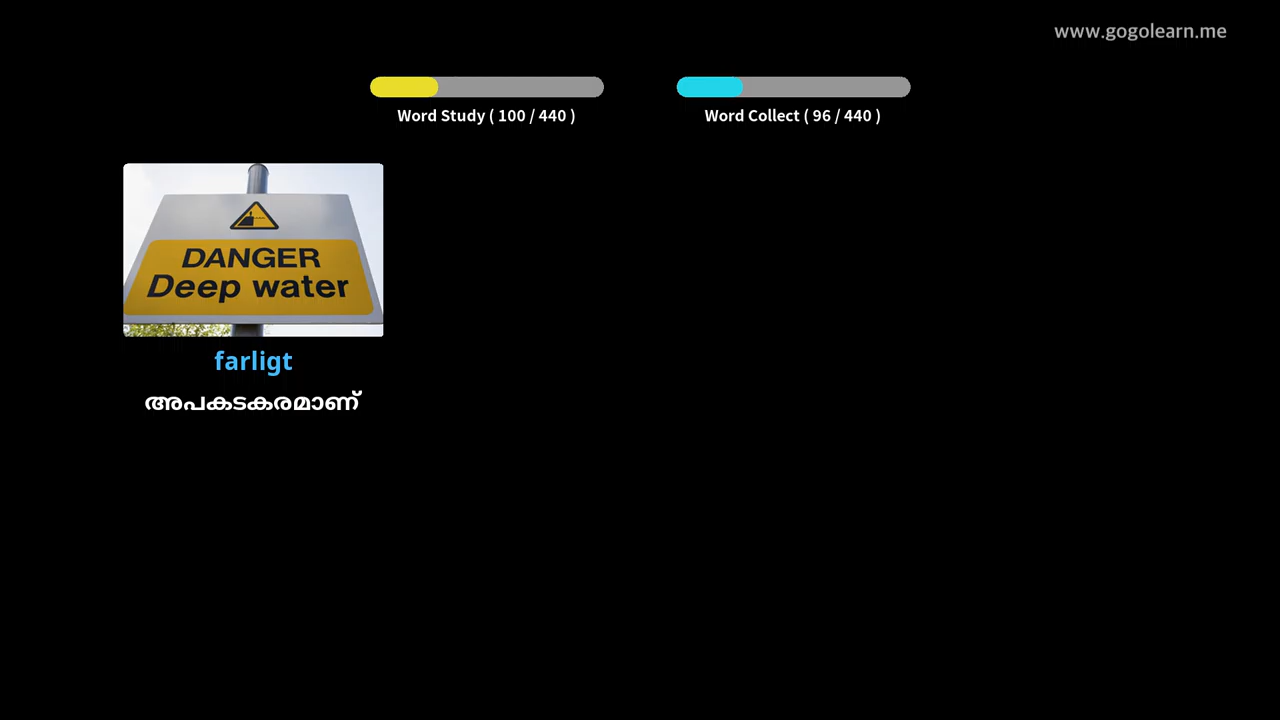 www.gogolearn.me
Word Study ( 100 / 440 )
Word Collect ( 96 / 440 )
DANGER
Deep water
farligt
അപകടകരമാണ്